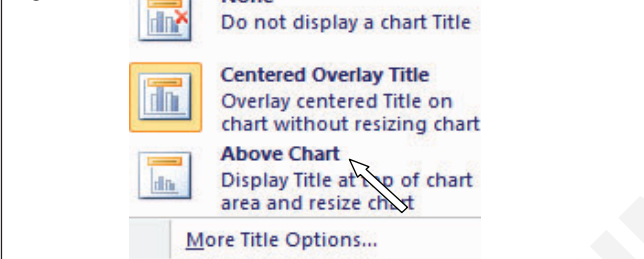 None
Do not display a chart Title
Centered Overlay Title
Overlay centered Title on
chart without resizing chart
Above Chart
Display Title at top of chart
area and resize chart
More Title Options...